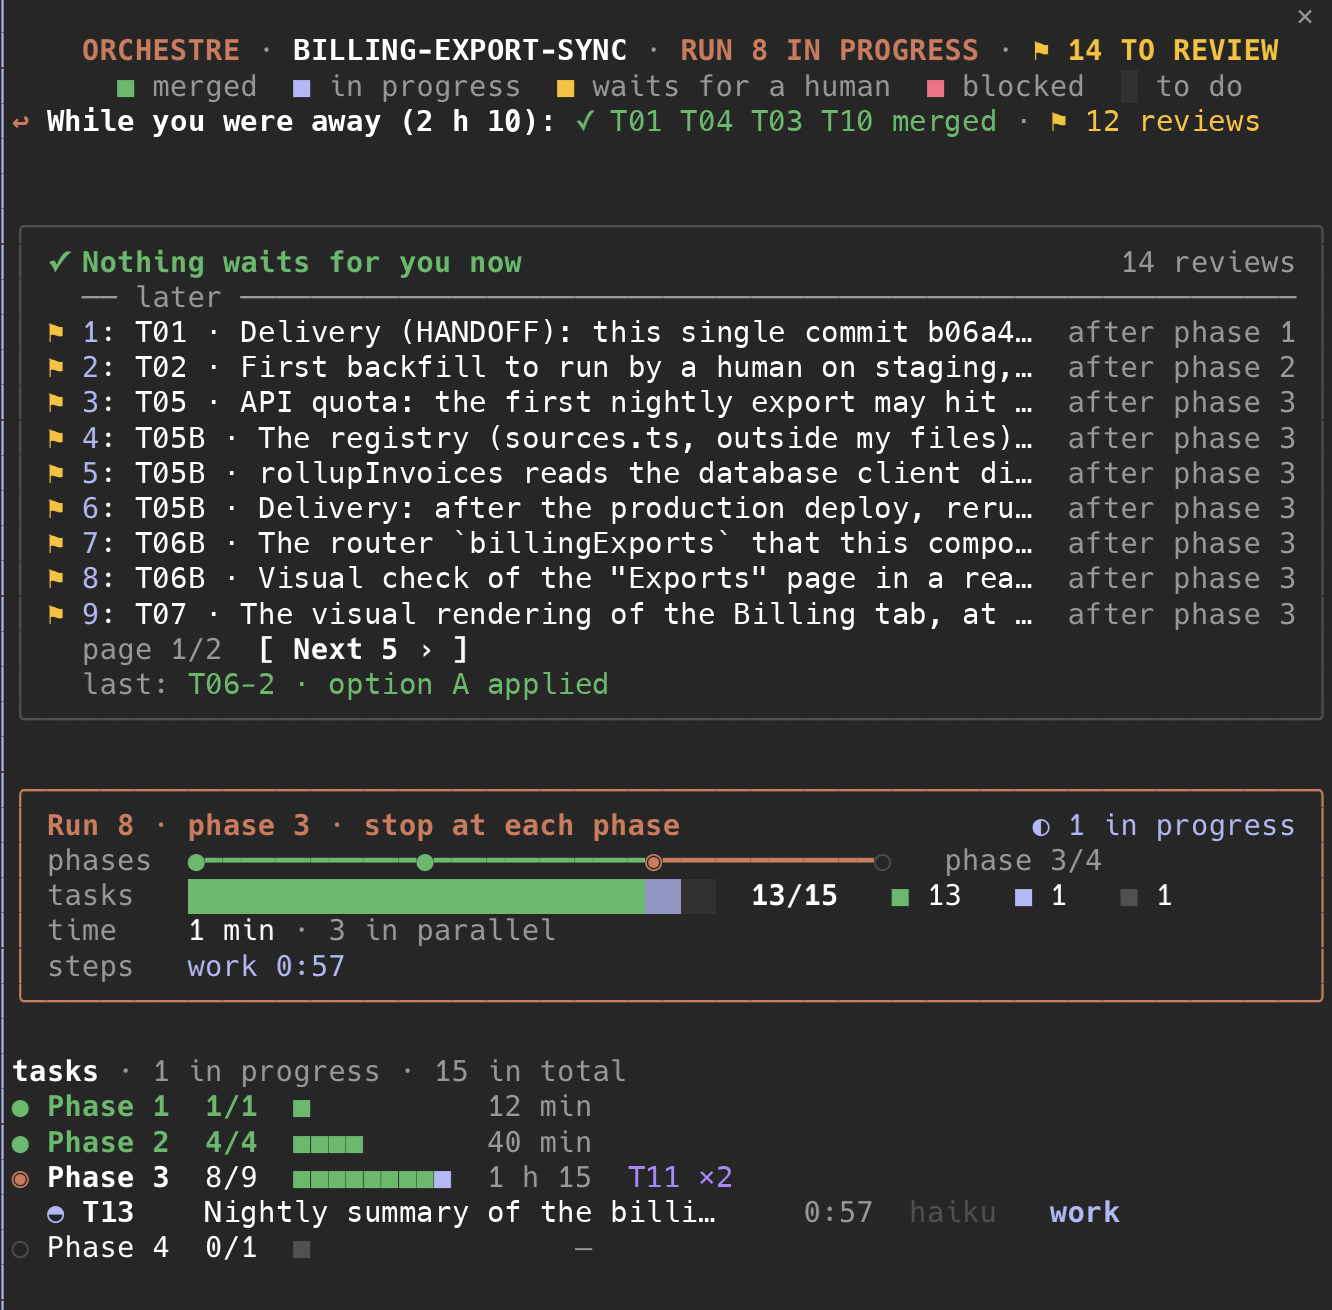 ×
ORCHESTRE · BILLING-EXPORT-SYNC · RUN 8 IN PROGRESS · ⚑ 14 TO REVIEW
■ merged ■ in progress ■ waits for a human ■ blocked ■ to do
↩ While you were away (2 h 10): ✓ T01 T04 T03 T10 merged · ⚑ 12 reviews
✓ Nothing waits for you now 14 reviews
── later ──
⚑ 1: T01 · Delivery (HANDOFF): this single commit b06a4… after phase 1
⚑ 2: T02 · First backfill to run by a human on staging,… after phase 2
⚑ 3: T05 · API quota: the first nightly export may hit … after phase 3
⚑ 4: T05B · The registry (sources.ts, outside my files)… after phase 3
⚑ 5: T05B · rollupInvoices reads the database client di… after phase 3
⚑ 6: T05B · Delivery: after the production deploy, reru… after phase 3
⚑ 7: T06B · The router `billingExports` that this compo… after phase 3
⚑ 8: T06B · Visual check of the "Exports" page in a rea… after phase 3
⚑ 9: T07 · The visual rendering of the Billing tab, at … after phase 3
page 1/2 [ Next 5 › ]
last: T06-2 · option A applied
Run 8 · phase 3 · stop at each phase ◐ 1 in progress
phases ●──●──◉──○ phase 3/4
tasks 13/15 ■ 13 ■ 1 ■ 1
time 1 min · 3 in parallel
steps work 0:57
tasks · 1 in progress · 15 in total
● Phase 1 1/1 ■ 12 min
● Phase 2 4/4 ■■■■ 40 min
◉ Phase 3 8/9 ■■■■■■■■■ 1 h 15 T11 ×2
◓ T13 Nightly summary of the billi… 0:57 haiku work
○ Phase 4 0/1 ■ —